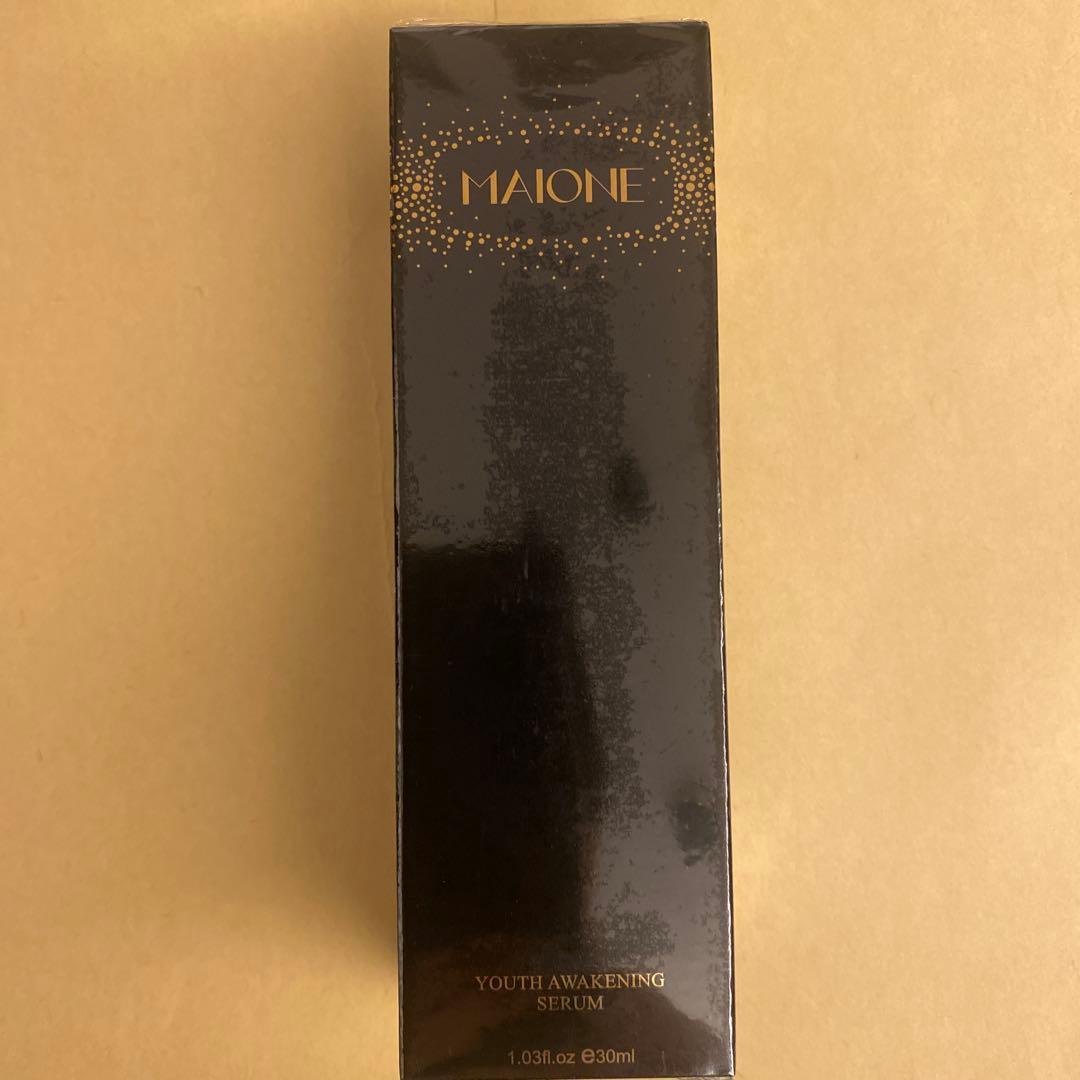 MAIONE
YOUTH AWAKENING
SERUM
1.03fl.oz ℮30ml